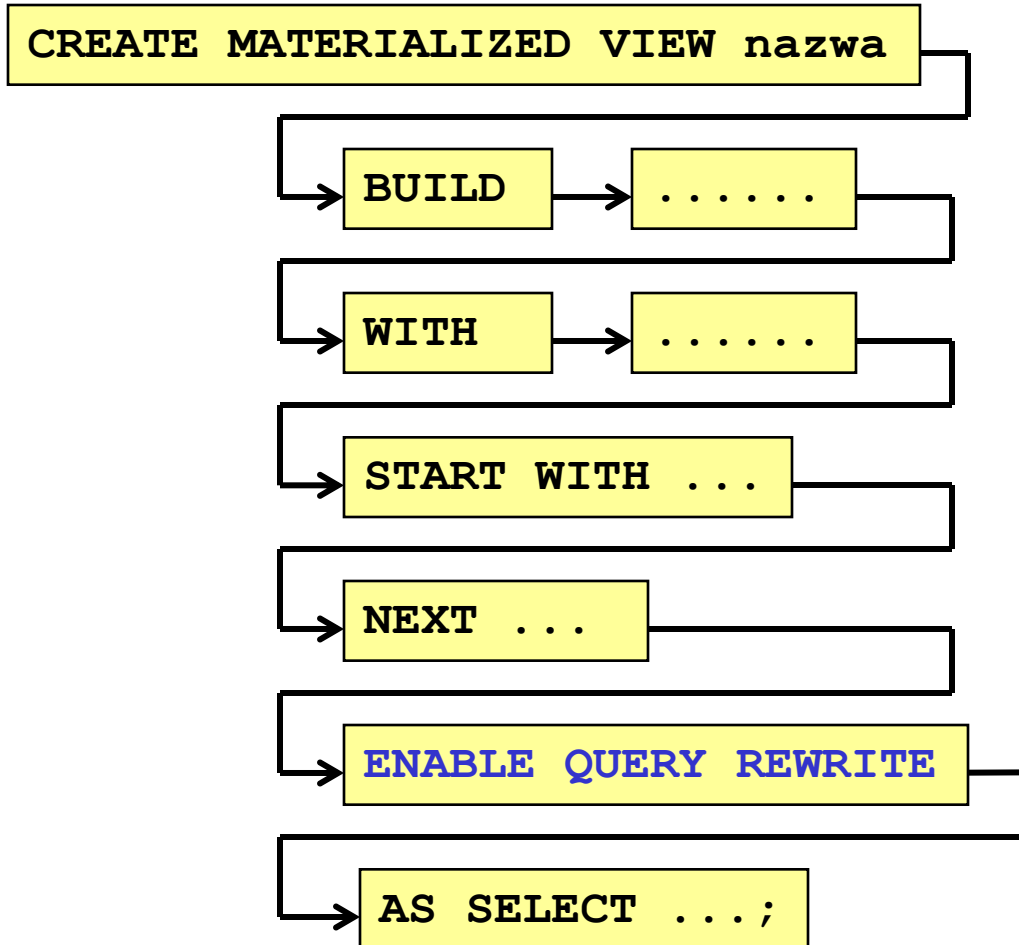 CREATE MATERIALIZED VIEW nazwa
BUILD ......
WITH ......
START WITH ...
NEXT ...
ENABLE QUERY REWRITE
AS SELECT ...;